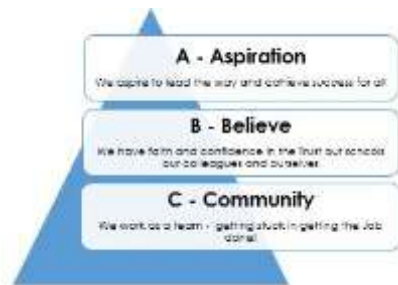 A - Aspiration
We aspire to lead the way and achieve success for all
B - Believe
We have faith and confidence in the Trust our schools
our colleagues and ourselves
C - Community
We work as a team - getting stuck in getting the Job
done!